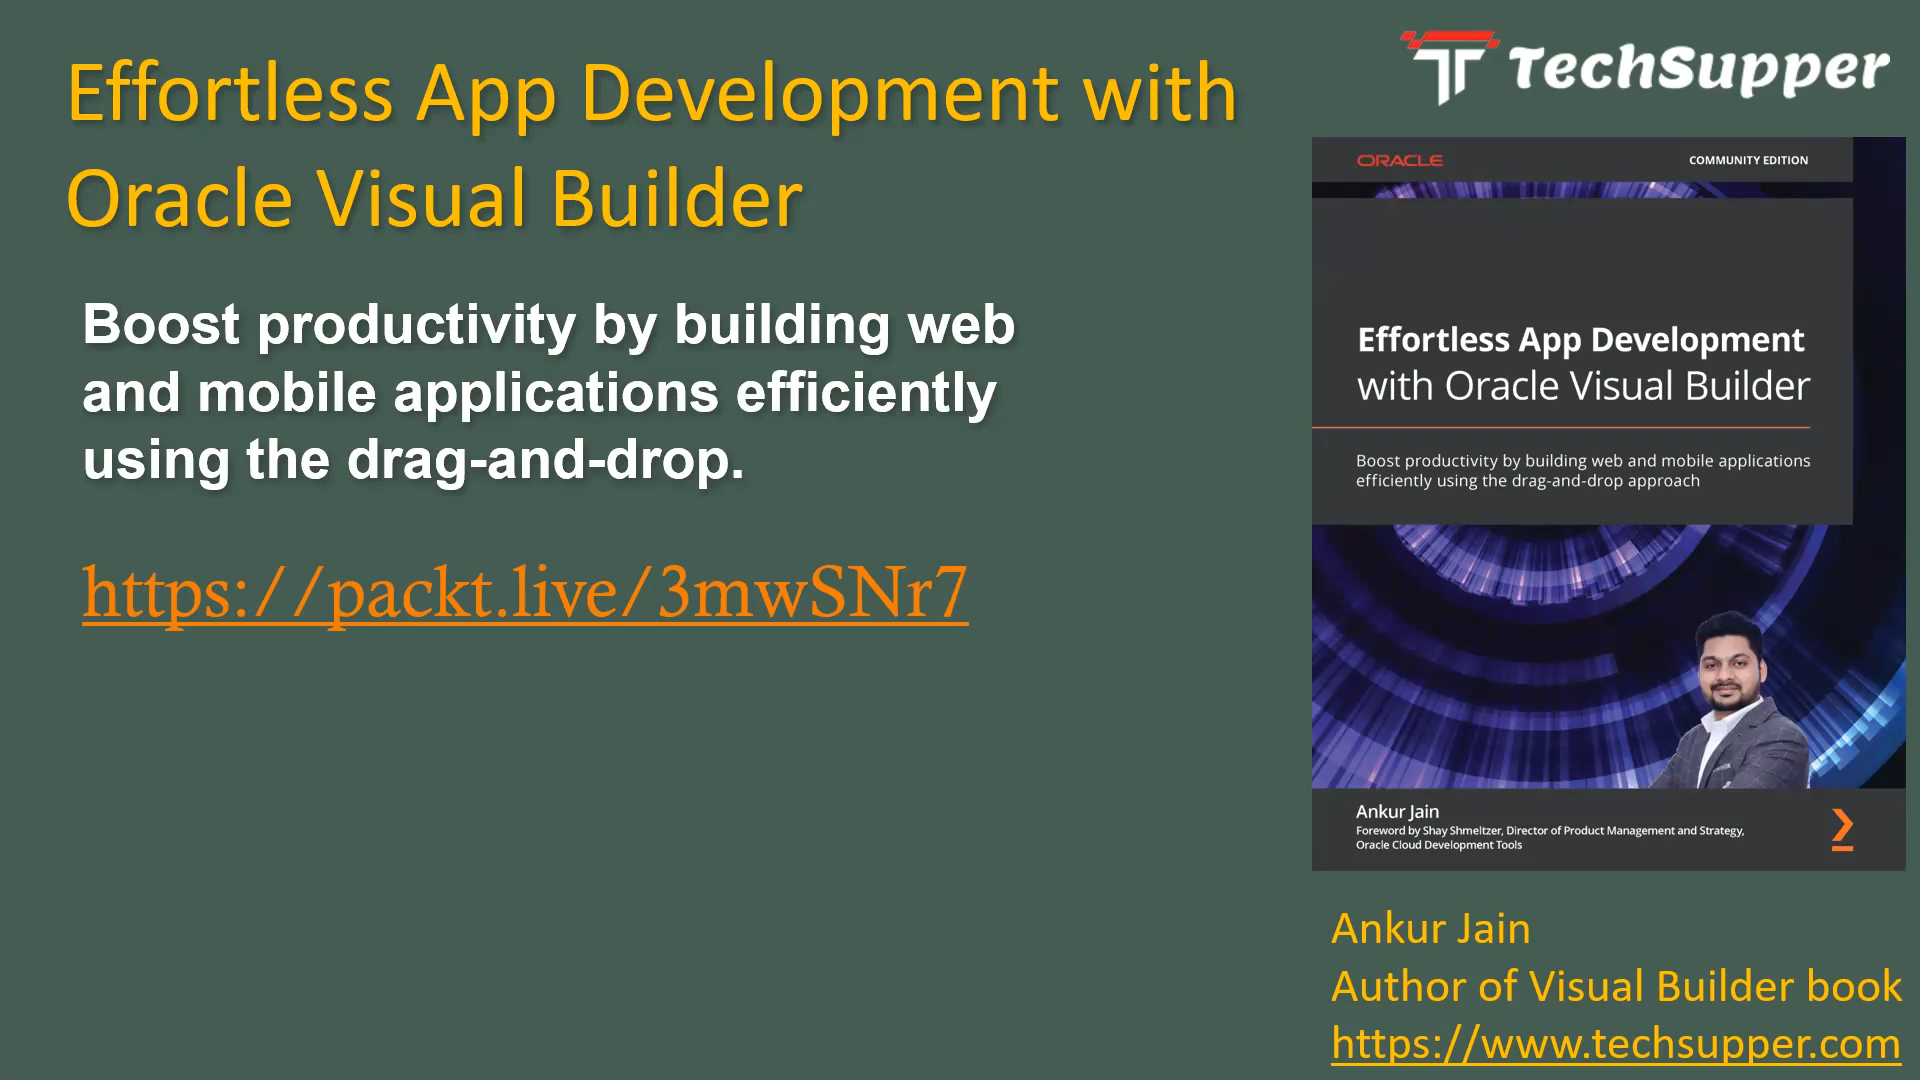 Effortless App Development with
Oracle Visual Builder
Boost productivity by building web
and mobile applications efficiently
using the drag-and-drop.
https://packt.live/3mwSNr7
TechSupper
ORACLE
COMMUNITY EDITION
Effortless App Development
with Oracle Visual Builder
Boost productivity by building web and mobile applications
efficiently using the drag-and-drop approach
Ankur Jain
Foreword by Shay Shmeltzer, Director of Product Management and Strategy,
Oracle Cloud Development Tools
Ankur Jain
Author of Visual Builder book
https://www.techsupper.com